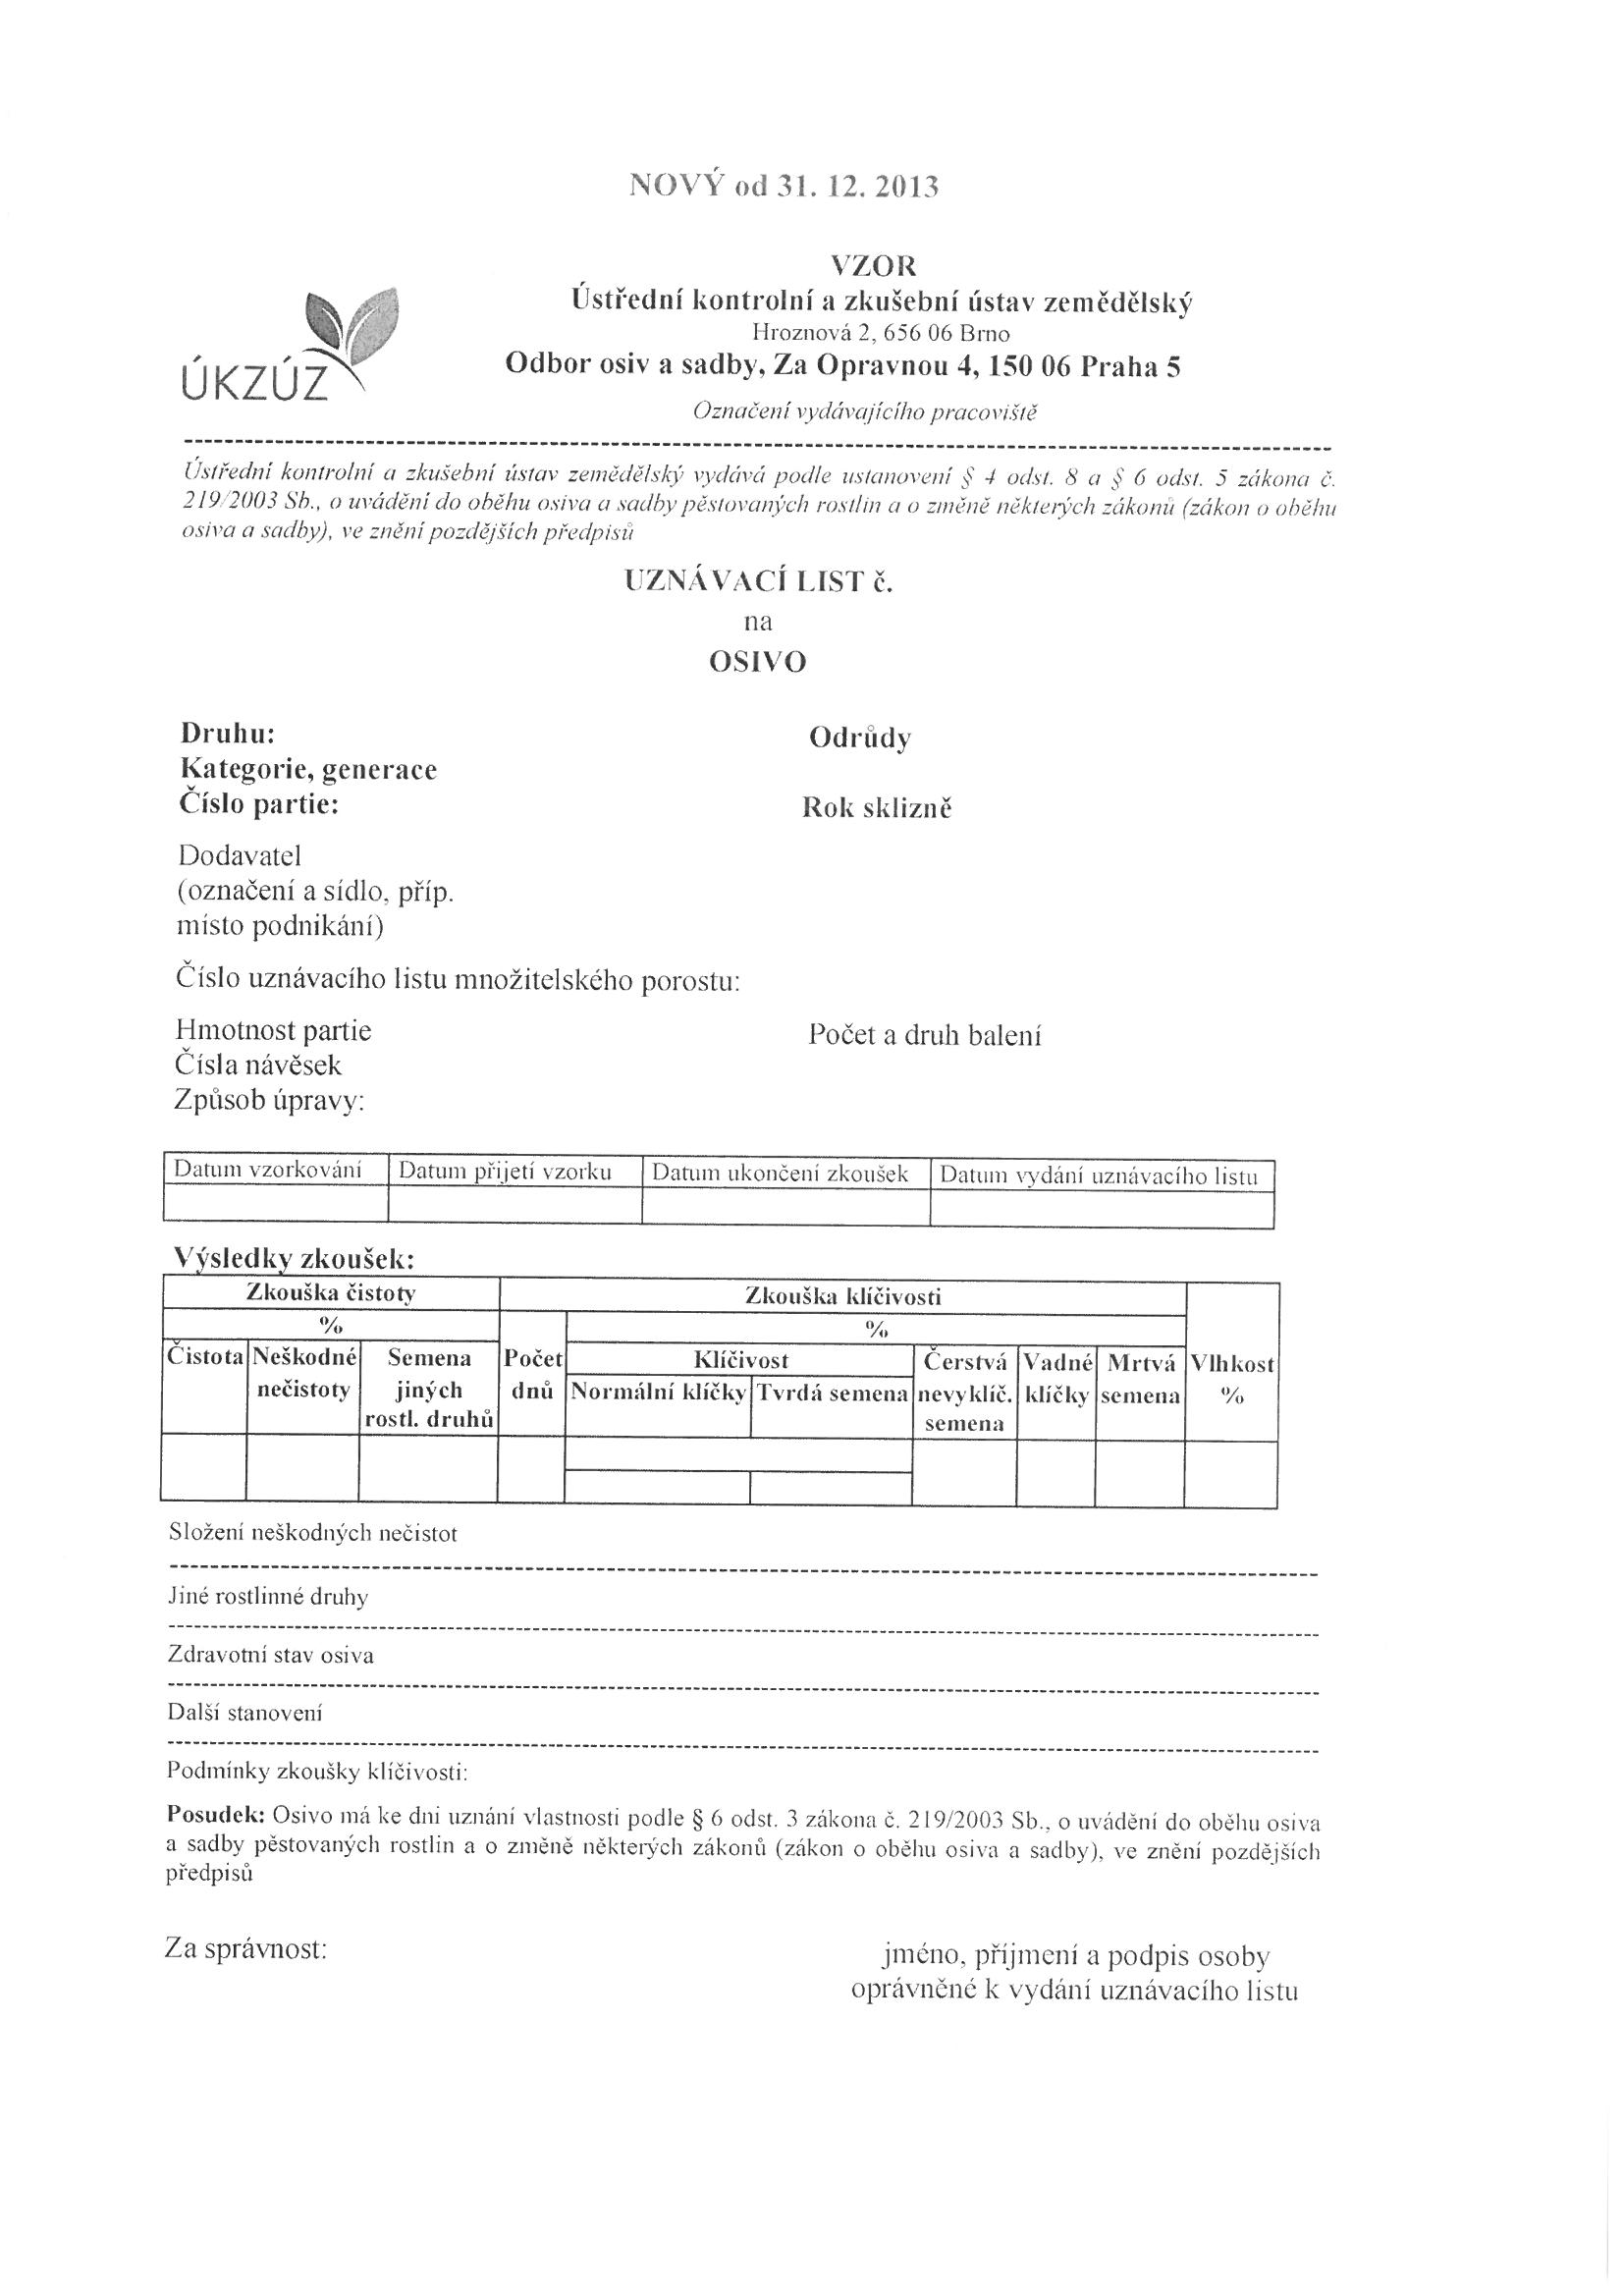 NOVÝ od 31. 12. 2013
VZOR
Ústřední kontrolní a zkušební ústav zemědělský
Hroznová 2, 656 06 Brno
Odbor osiv a sadby, Za Opravnou 4, 150 06 Praha 5
Označení vydávajícího pracoviště
ÚKZÚZ
Ústřední kontrolní a zkušební ústav zemědělský vydává podle ustanovení § 4 odst. 8 a § 6 odst. 5 zákona č.
219/2003 Sb., o uvádění do oběhu osiva a sadby pěstovaných rostlin a o změně některých zákonů (zákon o oběhu
osiva a sadby), ve znění pozdějších předpisů
UZNÁVACÍ LIST č.
na
OSIVO
Druhu: Odrůdy
Kategorie, generace
Číslo partie: Rok sklizně
Dodavatel
(označení a sídlo, příp.
místo podnikání)
Číslo uznávacího listu množitelského porostu:
Hmotnost partie Počet a druh balení
Čísla návěsek
Způsob úpravy:
Datum vzorkování Datum přijetí vzorku Datum ukončení zkoušek Datum vydání uznávacího listu
Výsledky zkoušek:
Zkouška čistoty Zkouška klíčivosti
% %
Čistota Neškodné Semena Počet Klíčivost Čerstvá Vadné Mrtvá Vlhkost
nečistoty jiných dnů Normální klíčky Tvrdá semena nevyklíč. klíčky semena %
rostl. druhů semena
Složení neškodných nečistot
Jiné rostlinné druhy
Zdravotní stav osiva
Další stanovení
Podmínky zkoušky klíčivosti:
Posudek: Osivo má ke dni uznání vlastnosti podle § 6 odst. 3 zákona č. 219/2003 Sb., o uvádění do oběhu osiva
a sadby pěstovaných rostlin a o změně některých zákonů (zákon o oběhu osiva a sadby), ve znění pozdějších
předpisů
Za správnost: jméno, příjmení a podpis osoby
oprávněné k vydání uznávacího listu